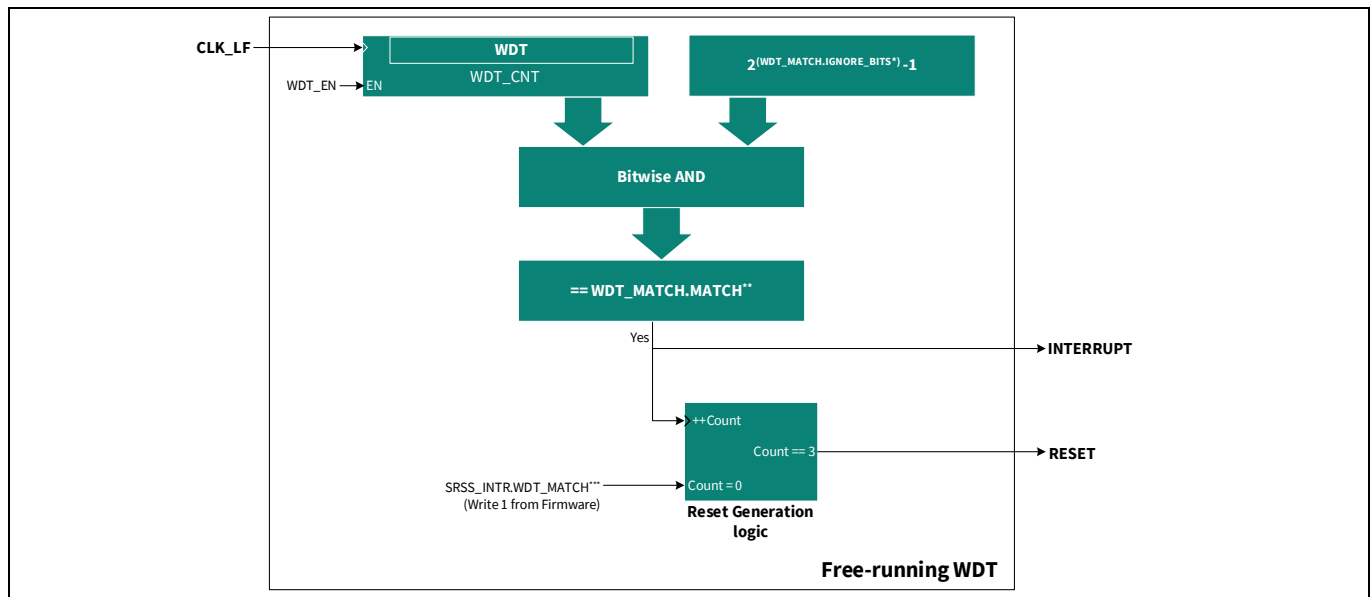 CLK_LF
WDT
WDT_CNT
WDT_EN
EN
2(WDT_MATCH.IGNORE_BITS*) -1
Bitwise AND
== WDT_MATCH.MATCH**
Yes
INTERRUPT
++Count
Count == 3
RESET
SRSS_INTR.WDT_MATCH***
(Write 1 from Firmware)
Count = 0
Reset Generation
logic
Free-running WDT